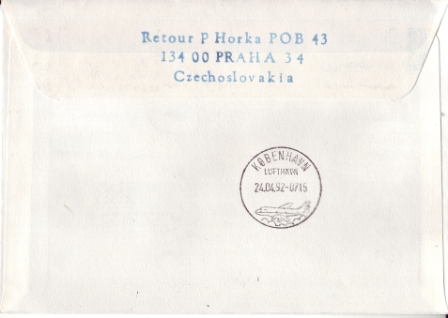 Retour P Horka POB 43
134 00 PRAHA 34
Czechoslovakia
KØBENHAVN
LUFTHAVN
24.04.92-0715